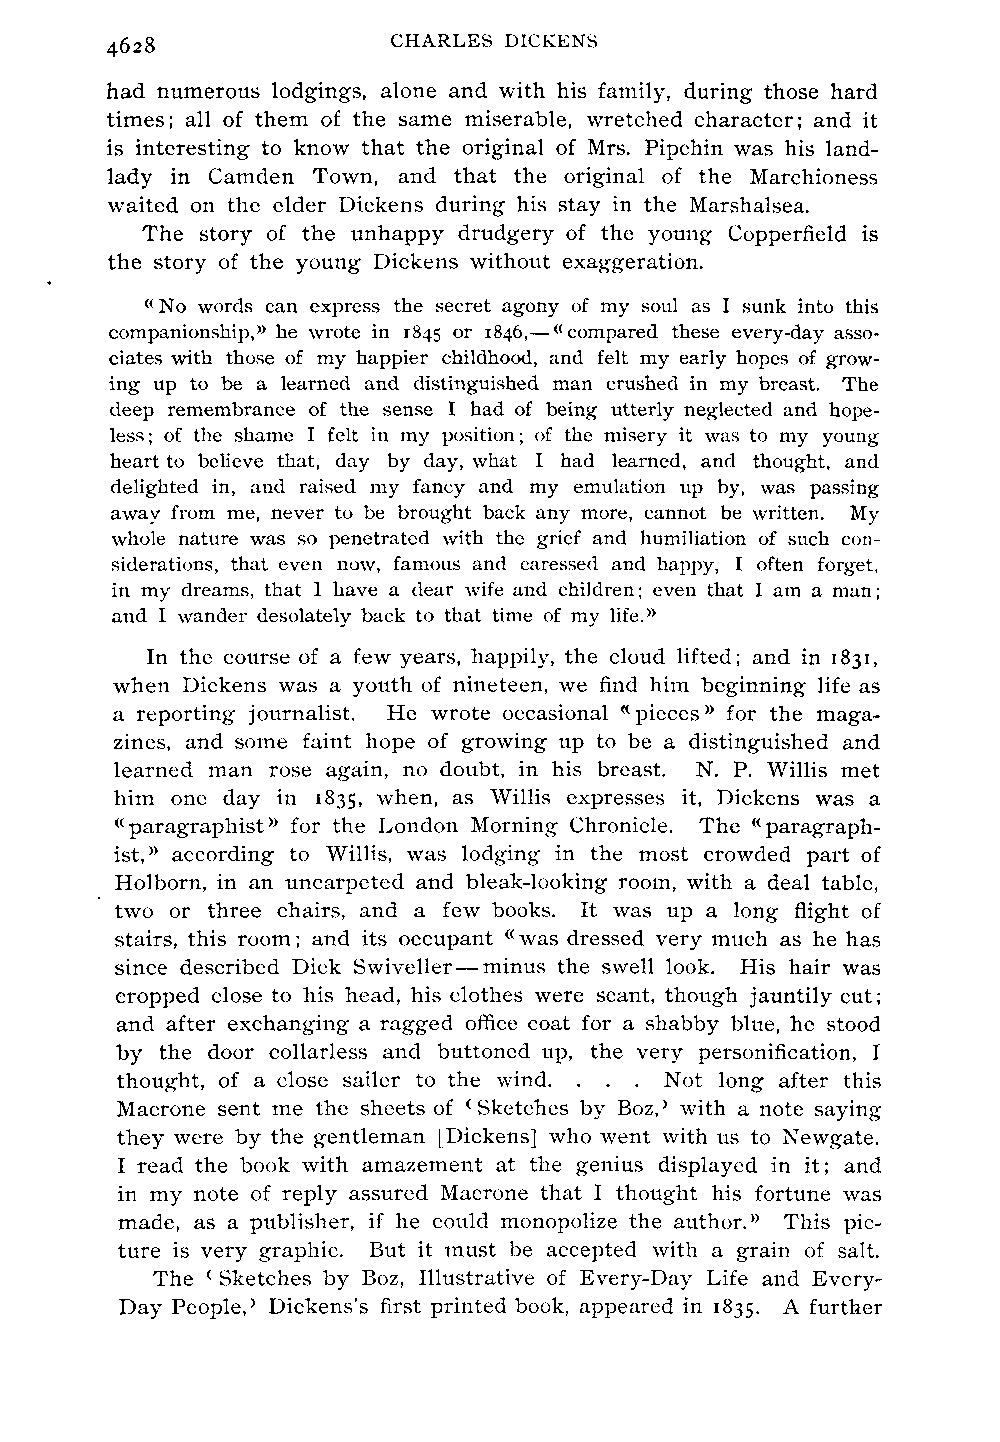 4628 CHARLES DICKENS
had numerous lodgings, alone and with his family, during those hard
times; all of them of the same miserable, wretched character; and it
is interesting to know that the original of Mrs. Pipchin was his land-
lady in Camden Town, and that the original of the Marchioness
waited on the elder Dickens during his stay in the Marshalsea.
The story of the unhappy drudgery of the young Copperfield is
the story of the young Dickens without exaggeration.
«No words can express the secret agony of my soul as I sunk into this
companionship,» he wrote in 1845 or 1846,—«compared these every-day asso-
ciates with those of my happier childhood, and felt my early hopes of grow-
ing up to be a learned and distinguished man crushed in my breast. The
deep remembrance of the sense I had of being utterly neglected and hope-
less; of the shame I felt in my position; of the misery it was to my young
heart to believe that, day by day, what I had learned, and thought, and
delighted in, and raised my fancy and my emulation up by, was passing
away from me, never to be brought back any more, cannot be written. My
whole nature was so penetrated with the grief and humiliation of such con-
siderations, that even now, famous and caressed and happy, I often forget,
in my dreams, that I have a dear wife and children; even that I am a man;
and I wander desolately back to that time of my life.»
In the course of a few years, happily, the cloud lifted; and in 1831,
when Dickens was a youth of nineteen, we find him beginning life as
a reporting journalist. He wrote occasional «pieces» for the maga-
zines, and some faint hope of growing up to be a distinguished and
learned man rose again, no doubt, in his breast. N. P. Willis met
him one day in 1835, when, as Willis expresses it, Dickens was a
«paragraphist» for the London Morning Chronicle. The «paragraph-
ist,» according to Willis, was lodging in the most crowded part of
Holborn, in an uncarpeted and bleak-looking room, with a deal table,
two or three chairs, and a few books. It was up a long flight of
stairs, this room; and its occupant «was dressed very much as he has
since described Dick Swiveller—minus the swell look. His hair was
cropped close to his head, his clothes were scant, though jauntily cut;
and after exchanging a ragged office coat for a shabby blue, he stood
by the door collarless and buttoned up, the very personification, I
thought, of a close sailer to the wind. . . . Not long after this
Macrone sent me the sheets of ‹Sketches by Boz,› with a note saying
they were by the gentleman [Dickens] who went with us to Newgate.
I read the book with amazement at the genius displayed in it; and
in my note of reply assured Macrone that I thought his fortune was
made, as a publisher, if he could monopolize the author.» This pic-
ture is very graphic. But it must be accepted with a grain of salt.
The ‹Sketches by Boz, Illustrative of Every-Day Life and Every-
Day People,› Dickens's first printed book, appeared in 1835. A further